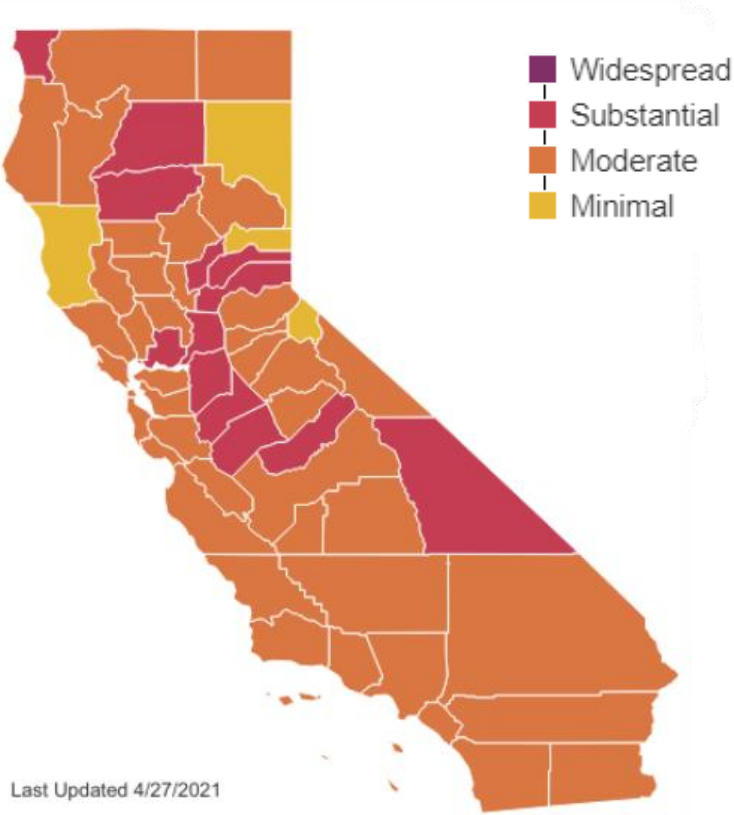 Widespread
Substantial
Moderate
Minimal
Last Updated 4/27/2021